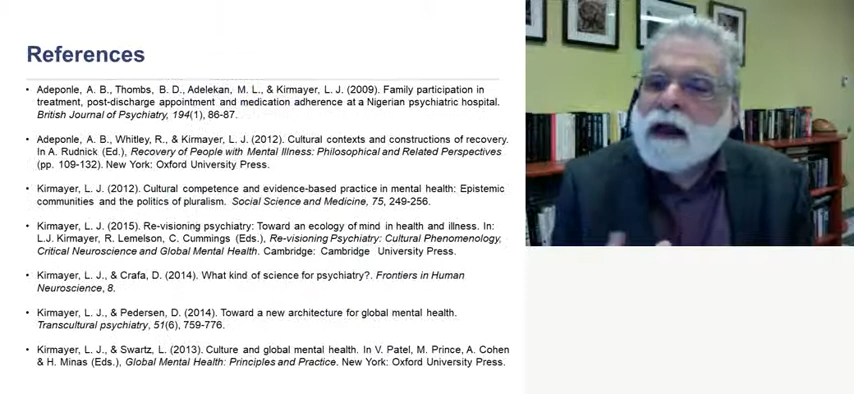 References
• Adeponle, A. B., Thombs, B. D., Adelekan, M. L., & Kirmayer, L. J. (2009). Family participation in
treatment, post-discharge appointment and medication adherence at a Nigerian psychiatric hospital.
British Journal of Psychiatry, 194(1), 86-87.
• Adeponle, A. B., Whitley, R., & Kirmayer, L. J. (2012). Cultural contexts and constructions of recovery.
In A. Rudnick (Ed.), Recovery of People with Mental Illness: Philosophical and Related Perspectives
(pp. 109-132). New York: Oxford University Press.
• Kirmayer, L. J. (2012). Cultural competence and evidence-based practice in mental health: Epistemic
communities and the politics of pluralism. Social Science and Medicine, 75, 249-256.
• Kirmayer, L. J. (2015). Re-visioning psychiatry: Toward an ecology of mind in health and illness. In:
L.J. Kirmayer, R. Lemelson, C. Cummings (Eds.), Re-visioning Psychiatry: Cultural Phenomenology,
Critical Neuroscience and Global Mental Health. Cambridge: Cambridge University Press.
• Kirmayer, L. J., & Crafa, D. (2014). What kind of science for psychiatry?. Frontiers in Human
Neuroscience, 8.
• Kirmayer, L. J., & Pedersen, D. (2014). Toward a new architecture for global mental health.
Transcultural psychiatry, 51(6), 759-776.
• Kirmayer, L. J., & Swartz, L. (2013). Culture and global mental health. In V. Patel, M. Prince, A. Cohen
& H. Minas (Eds.), Global Mental Health: Principles and Practice. New York: Oxford University Press.